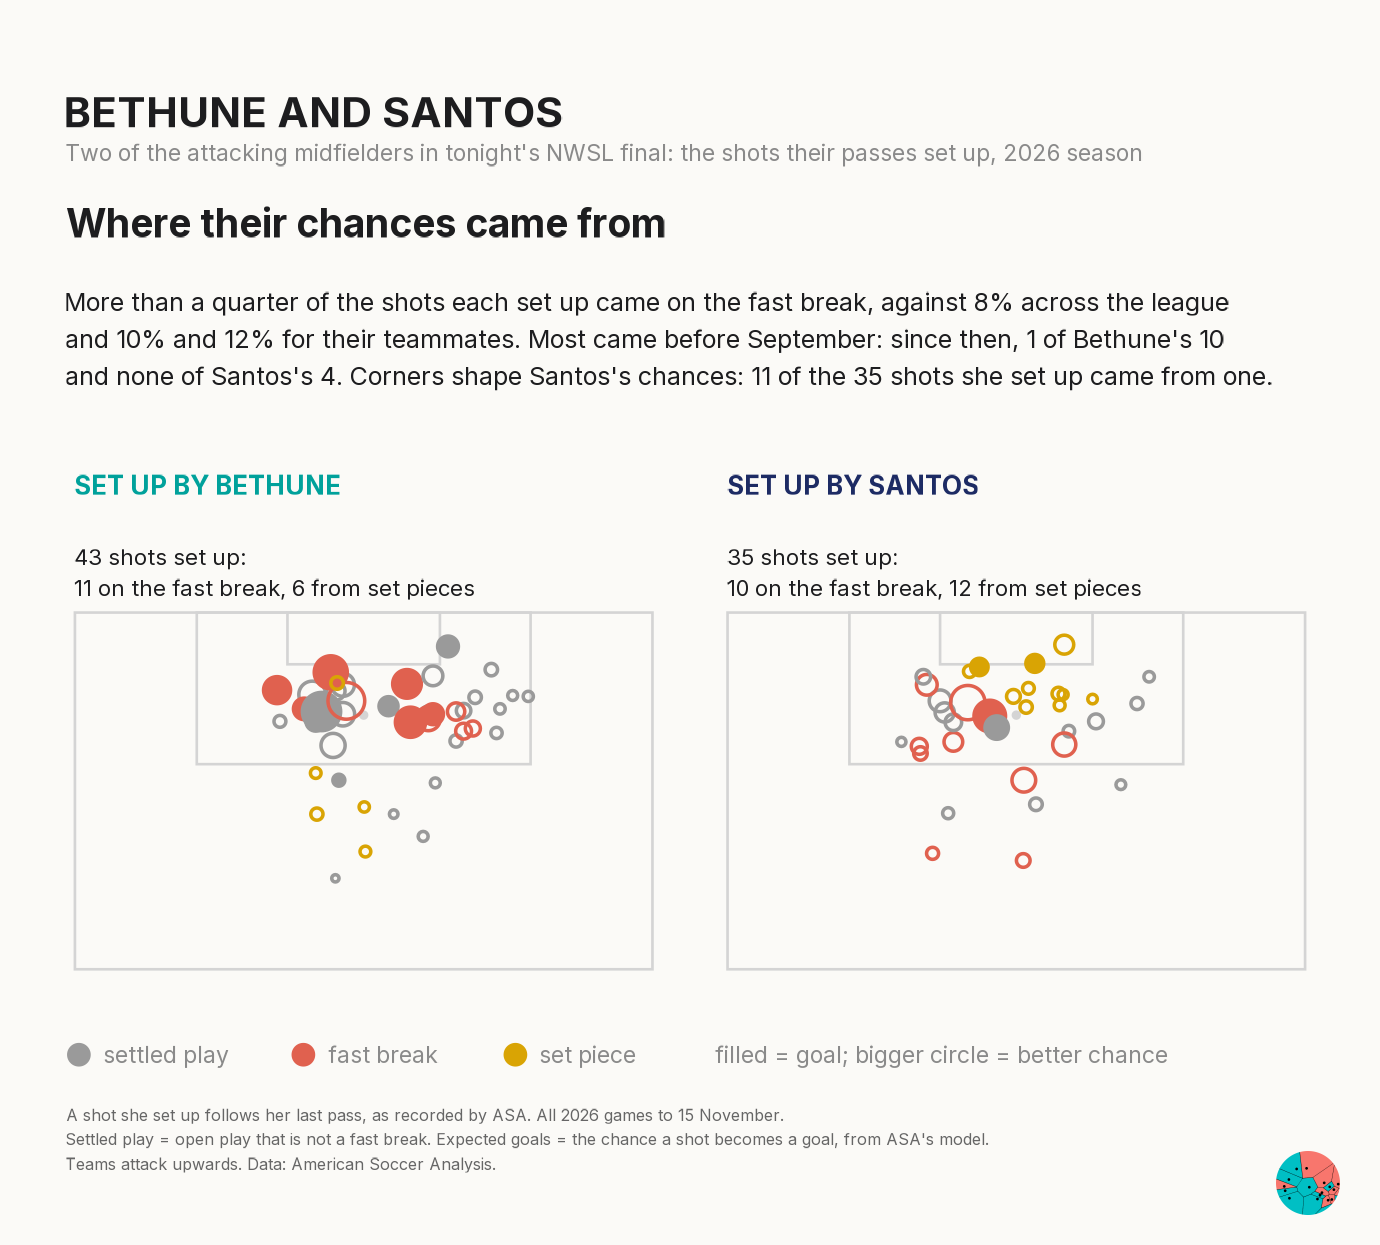 BETHUNE AND SANTOS
Two of the attacking midfielders in tonight's NWSL final: the shots their passes set up, 2026 season
Where their chances came from
More than a quarter of the shots each set up came on the fast break, against 8% across the league
and 10% and 12% for their teammates. Most came before September: since then, 1 of Bethune's 10
and none of Santos's 4. Corners shape Santos's chances: 11 of the 35 shots she set up came from one.
SET UP BY BETHUNE
43 shots set up:
11 on the fast break, 6 from set pieces
SET UP BY SANTOS
35 shots set up:
10 on the fast break, 12 from set pieces
settled play
fast break
set piece
filled = goal; bigger circle = better chance
A shot she set up follows her last pass, as recorded by ASA. All 2026 games to 15 November.
Settled play = open play that is not a fast break. Expected goals = the chance a shot becomes a goal, from ASA's model.
Teams attack upwards. Data: American Soccer Analysis.